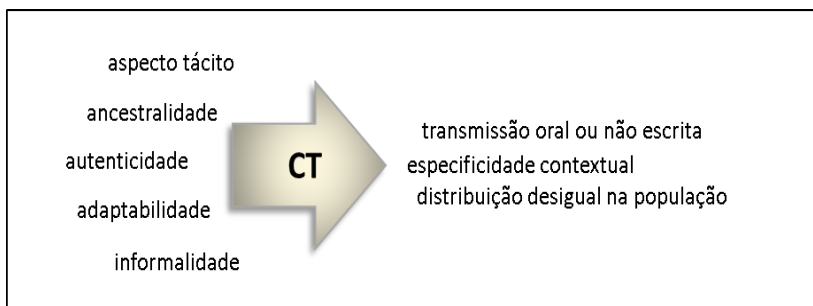 aspecto tácito
ancestralidade
autenticidade
adaptabilidade
informalidade
CT
transmissão oral ou não escrita
especificidade contextual
distribuição desigual na população